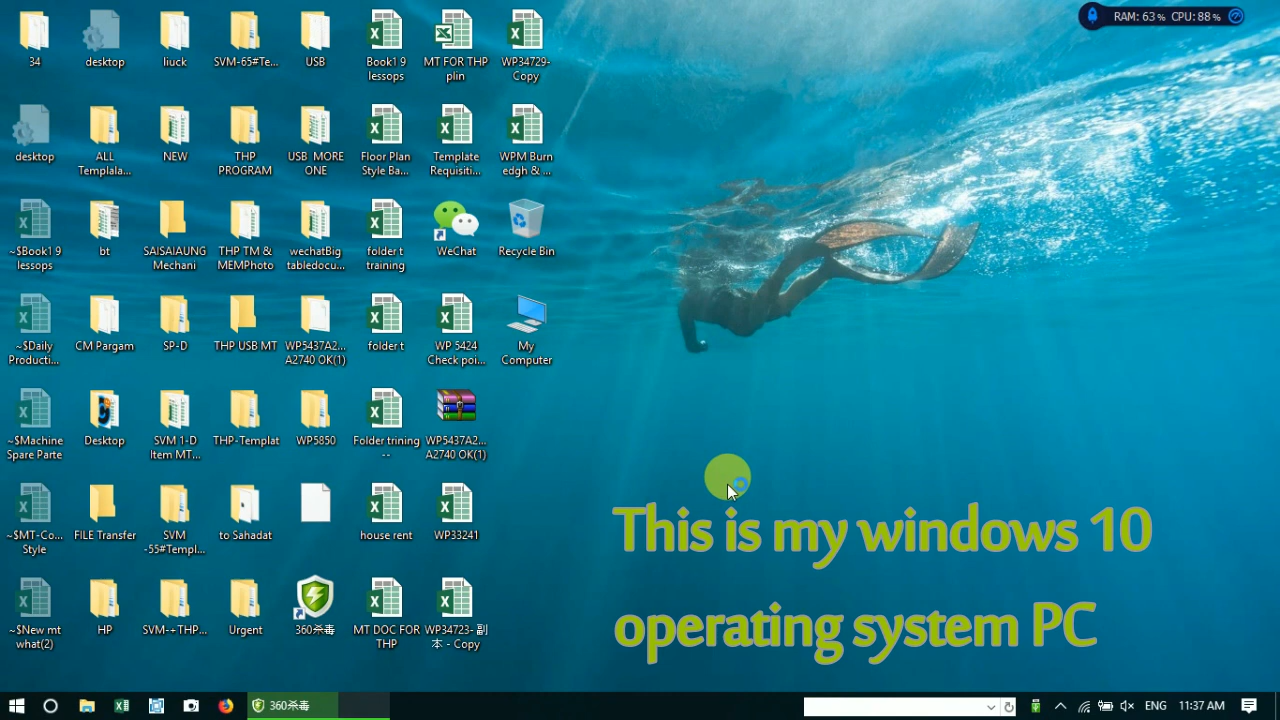 34
desktop
liuck
SVM-65#Te...
USB
Book1 9
lessops
MT FOR THP
plin
WP34729-
Copy
RAM: 63% CPU: 88%
desktop
ALL
Templala...
NEW
THP
PROGRAM
USB MORE
ONE
Floor Plan
Style Ba...
Template
Requisiti...
WPM Burn
edgh & ...
~$Book1 9
lessops
bt
SAISAIAUNG
Mechani
THP TM &
MEMPhoto
wechatBig
tabledocu...
folder t
training
WeChat
Recycle Bin
~$Daily
Producti...
CM Pargam
SP-D
THP USB MT
WP5437A2...
A2740 OK(1)
folder t
WP 5424
Check poi...
My
Computer
~$Machine
Spare Parte
Desktop
SVM 1-D
Item MT...
THP-Templat
WP5850
Folder trining
--
WP5437A2...
A2740 OK(1)
~$MT-Co...
Style
FILE Transfer
SVM
-55#Templ...
to Sahadat
house rent
WP33241
~$New mt
what(2)
HP
SVM-+THP...
Urgent
360杀毒
MT DOC FOR
THP
WP34723- 副
本 - Copy
This is my windows 10
operating system PC
360杀毒
ENG
11:37 AM